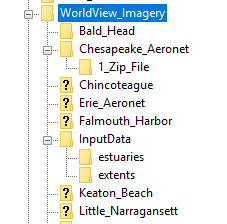 WorldView_Imagery
Bald_Head
Chesapeake_Aeronet
1_Zip_File
Chincoteague
Erie_Aeronet
Falmouth_Harbor
InputData
estuaries
extents
Keaton_Beach
Little_Narragansett